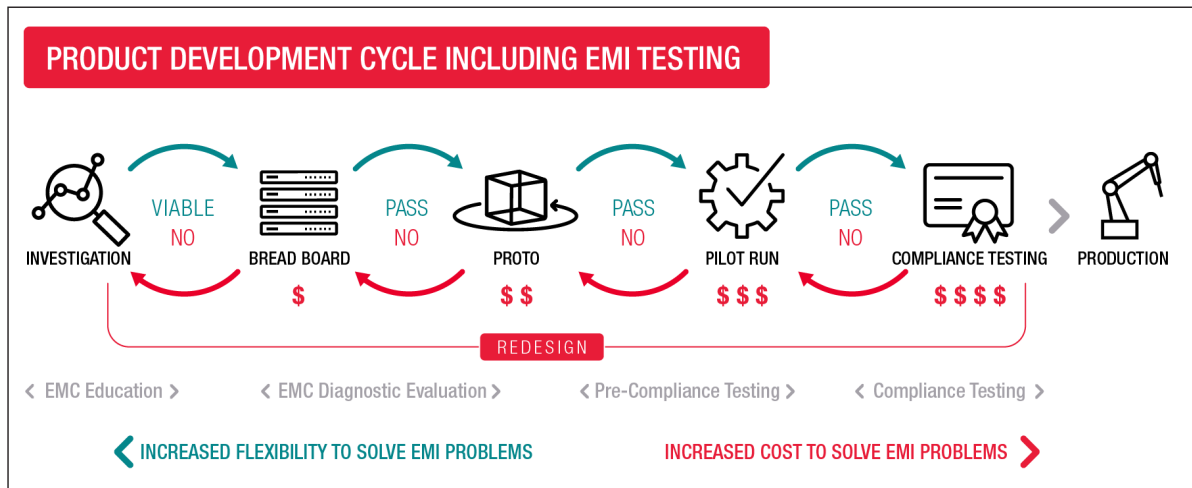 PRODUCT DEVELOPMENT CYCLE INCLUDING EMI TESTING
VIABLE
NO
PASS
NO
PASS
NO
PASS
NO
INVESTIGATION
BREAD BOARD
PROTO
PILOT RUN
COMPLIANCE TESTING
PRODUCTION
$
$ $
$ $ $
$ $ $ $
REDESIGN
< EMC Education >
< EMC Diagnostic Evaluation >
< Pre-Compliance Testing >
< Compliance Testing >
< INCREASED FLEXIBILITY TO SOLVE EMI PROBLEMS
INCREASED COST TO SOLVE EMI PROBLEMS >